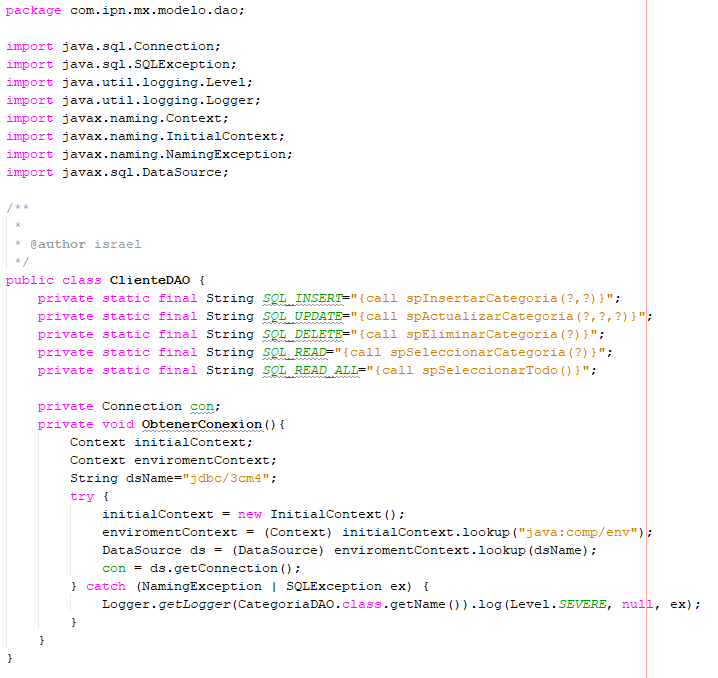 package com.ipn.mx.modelo.dao;

import java.sql.Connection;
import java.sql.SQLException;
import java.util.logging.Level;
import java.util.logging.Logger;
import javax.naming.Context;
import javax.naming.InitialContext;
import javax.naming.NamingException;
import javax.sql.DataSource;

/**
 *
 * @author israel
 */
public class ClienteDAO {
    private static final String SQL_INSERT="{call spInsertarCategoria(?,?)}";
    private static final String SQL_UPDATE="{call spActualizarCategoria(?,?,?)}";
    private static final String SQL_DELETE="{call spEliminarCategoria(?)}";
    private static final String SQL_READ="{call spSeleccionarCategoria(?)}";
    private static final String SQL_READ_ALL="{call spSeleccionarTodo()}";

    private Connection con;
    private void ObtenerConexion(){
        Context initialContext;
        Context enviromentContext;
        String dsName="jdbc/3cm4";
        try {
            initialContext = new InitialContext();
            enviromentContext = (Context) initialContext.lookup("java:comp/env");
            DataSource ds = (DataSource) enviromentContext.lookup(dsName);
            con = ds.getConnection();
        } catch (NamingException | SQLException ex) {
            Logger.getLogger(CategoriaDAO.class.getName()).log(Level.SEVERE, null, ex);
        }
    }
}